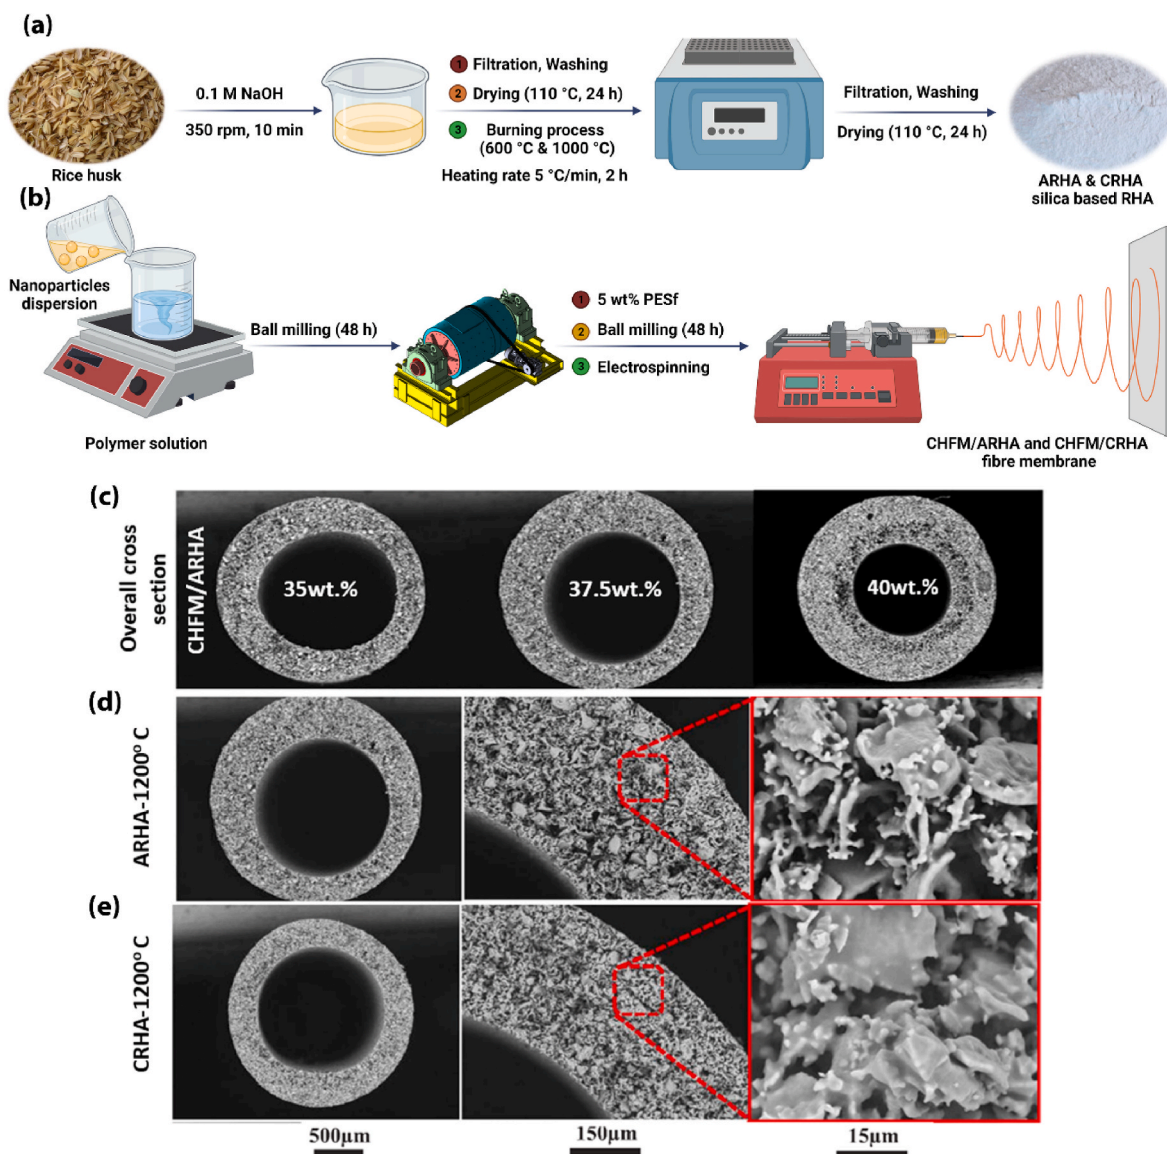 (a)
Rice husk
0.1 M NaOH
350 rpm, 10 min
1 Filtration, Washing
2 Drying (110 °C, 24 h)
3 Burning process
(600 °C & 1000 °C)
Heating rate 5 °C/min, 2 h
Filtration, Washing
Drying (110 °C, 24 h)
ARHA & CRHA
silica based RHA
(b)
Nanoparticles
dispersion
Polymer solution
Ball milling (48 h)
1 5 wt% PESf
2 Ball milling (48 h)
3 Electrospinning
CHFM/ARHA and CHFM/CRHA
fibre membrane
(c)
Overall cross
section
CHFM/ARHA
35wt.%
37.5wt.%
40wt.%
(d)
ARHA-1200° C
(e)
CRHA-1200° C
500µm
150µm
15µm